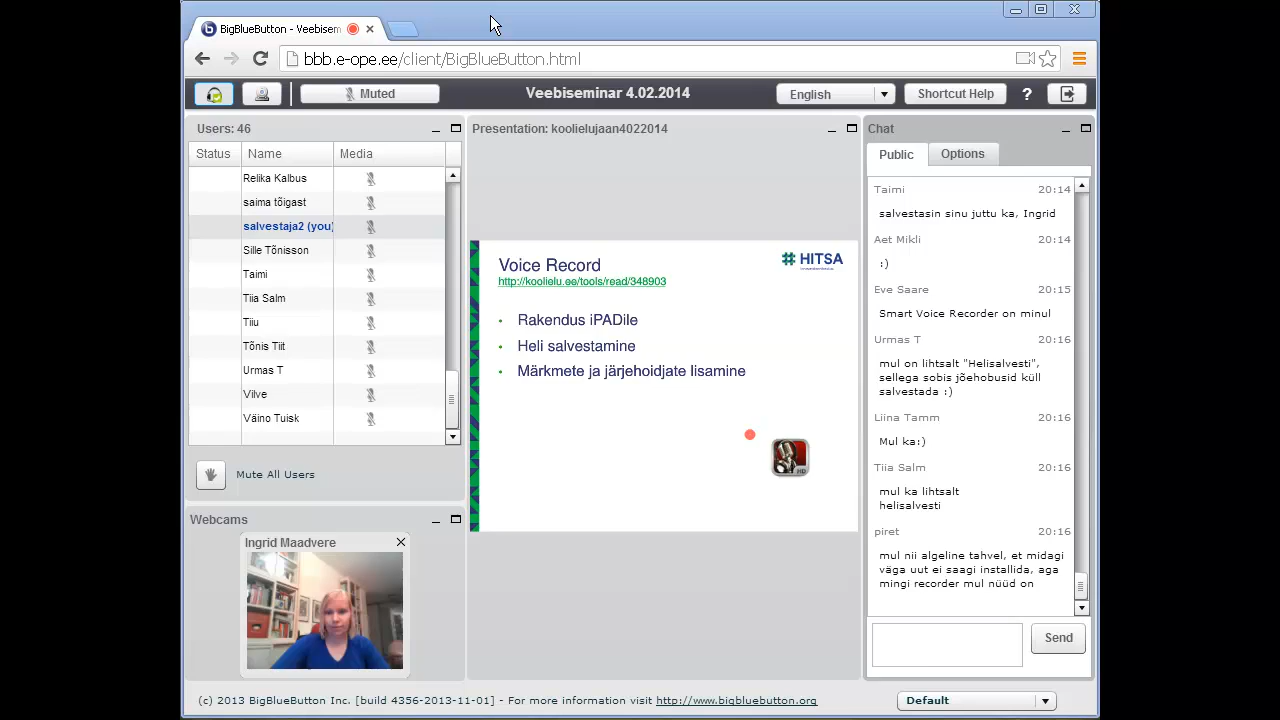 BigBlueButton - Veebisem
bbb.e-ope.ee/client/BigBlueButton.html
Muted
Veebiseminar 4.02.2014
English
Shortcut Help
?
Users: 46
Status Name Media
Relika Kalbus
saima tõigast
salvestaja2 (you)
Sille Tõnisson
Taimi
Tiia Salm
Tiiu
Tõnis Tiit
Urmas T
Vilve
Väino Tuisk
Mute All Users
Webcams
Ingrid Maadvere
Presentation: koolielujaan4022014
HITSA
Voice Record
http://koolielu.ee/tools/read/348903
• Rakendus iPADile
• Heli salvestamine
• Märkmete ja järjehoidjate lisamine
HD
Chat
Public Options
Taimi 20:14
salvestasin sinu juttu ka, Ingrid
Aet Mikli 20:14
:)
Eve Saare 20:15
Smart Voice Recorder on minul
Urmas T 20:16
mul on lihtsalt "Helisalvesti",
sellega sobis jõehobusid küll
salvestada :)
Liina Tamm 20:16
Mul ka:)
Tiia Salm 20:16
mul ka lihtsalt
helisalvesti
piret 20:16
mul nii algeline tahvel, et midagi
väga uut ei saagi installida, aga
mingi recorder mul nüüd on
Send
(c) 2013 BigBlueButton Inc. [build 4356-2013-11-01] - For more information visit http://www.bigbluebutton.org
Default